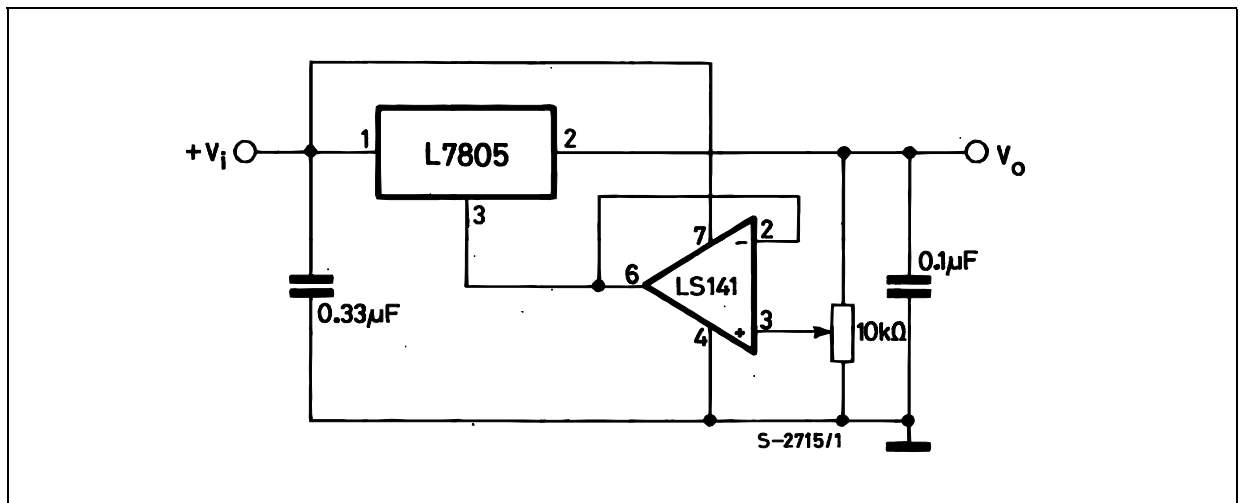 +Vi
1
L7805
2
Vo
3
7
2
-
6
LS141
0.1µF
0.33µF
4
+
3
10kΩ
S-2715/1